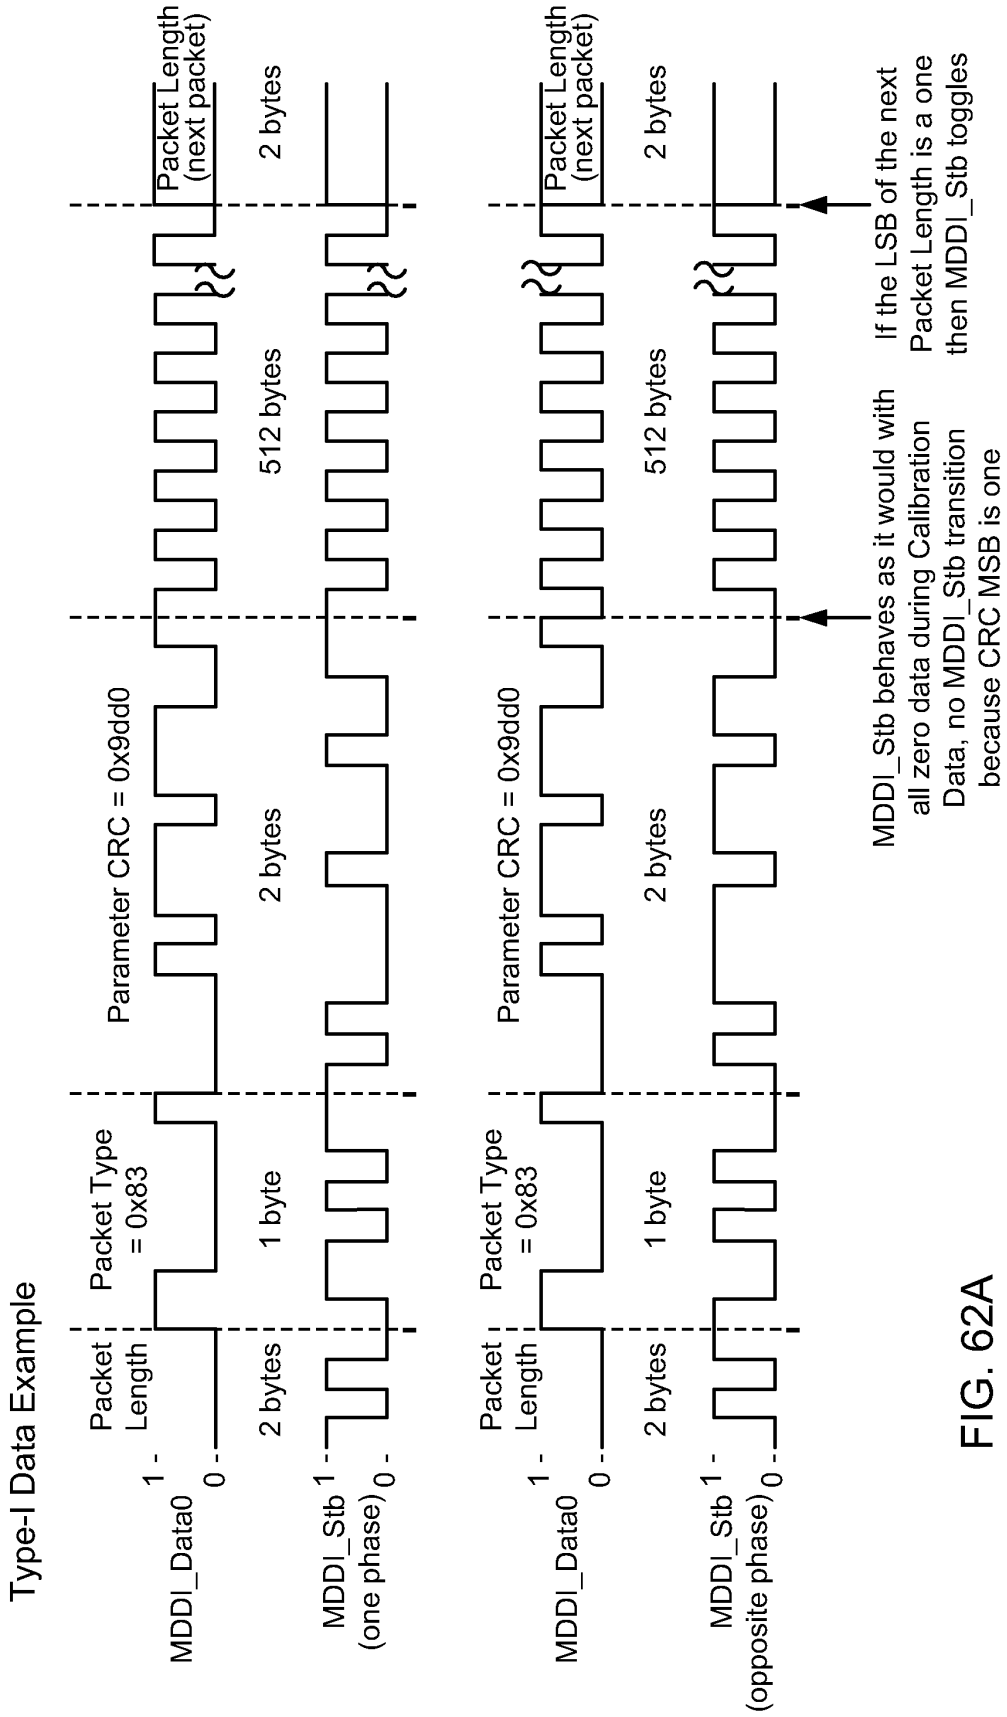 Type-I Data Example
Packet
Length
Packet Type
= 0x83
Parameter CRC = 0x9dd0
Packet Length
(next packet)
MDDI_Data0
1
0
2 bytes
1 byte
2 bytes
512 bytes
2 bytes
MDDI_Stb
(one phase)
1
0
Packet
Length
Packet Type
= 0x83
Parameter CRC = 0x9dd0
Packet Length
(next packet)
MDDI_Data0
1
0
2 bytes
1 byte
2 bytes
512 bytes
2 bytes
MDDI_Stb
(opposite phase)
1
0
MDDI_Stb behaves as it would with
all zero data during Calibration
Data, no MDDI_Stb transition
because CRC MSB is one
If the LSB of the next
Packet Length is a one
then MDDI_Stb toggles
FIG. 62A